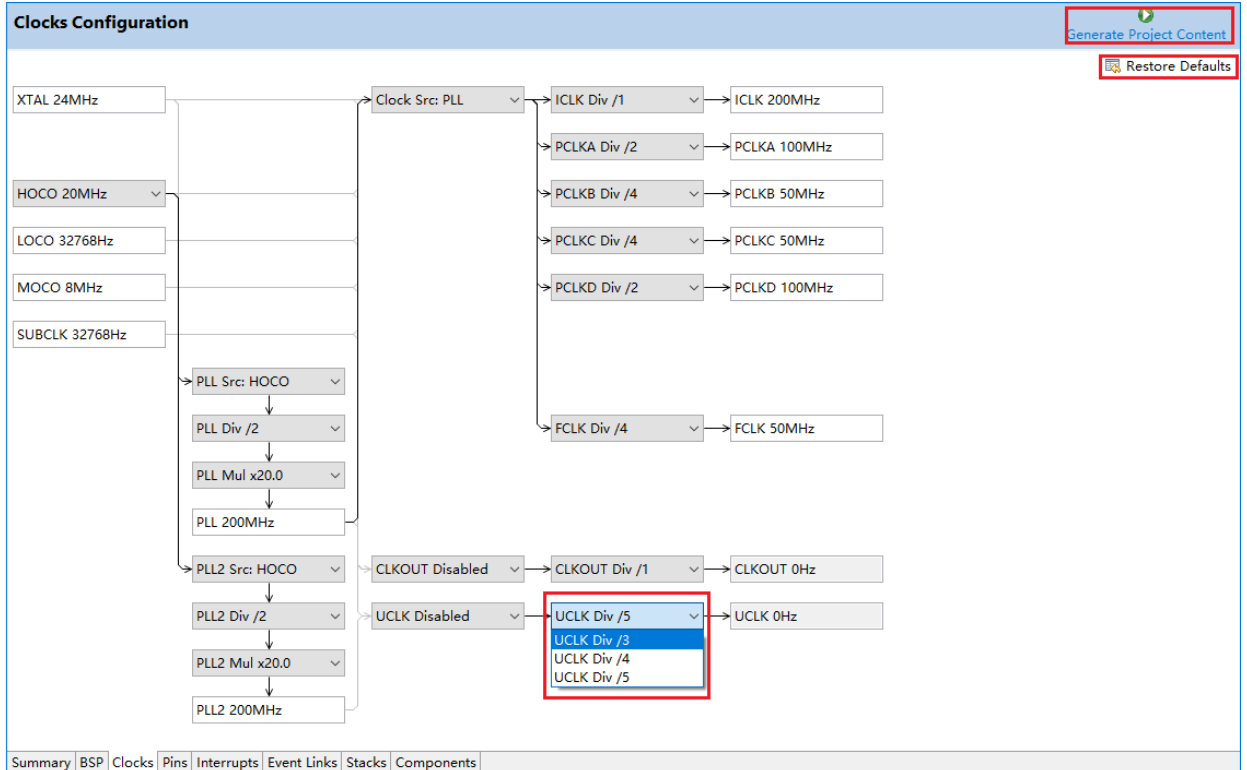 Clocks Configuration
Generate Project Content
Restore Defaults
XTAL 24MHz
Clock Src: PLL
ICLK Div /1
ICLK 200MHz
PCLKA Div /2
PCLKA 100MHz
HOCO 20MHz
PCLKB Div /4
PCLKB 50MHz
LOCO 32768Hz
PCLKC Div /4
PCLKC 50MHz
MOCO 8MHz
PCLKD Div /2
PCLKD 100MHz
SUBCLK 32768Hz
PLL Src: HOCO
PLL Div /2
FCLK Div /4
FCLK 50MHz
PLL Mul x20.0
PLL 200MHz
PLL2 Src: HOCO
CLKOUT Disabled
CLKOUT Div /1
CLKOUT 0Hz
PLL2 Div /2
UCLK Disabled
UCLK Div /5
UCLK 0Hz
UCLK Div /3
UCLK Div /4
UCLK Div /5
PLL2 Mul x20.0
PLL2 200MHz
Summary BSP Clocks Pins Interrupts Event Links Stacks Components